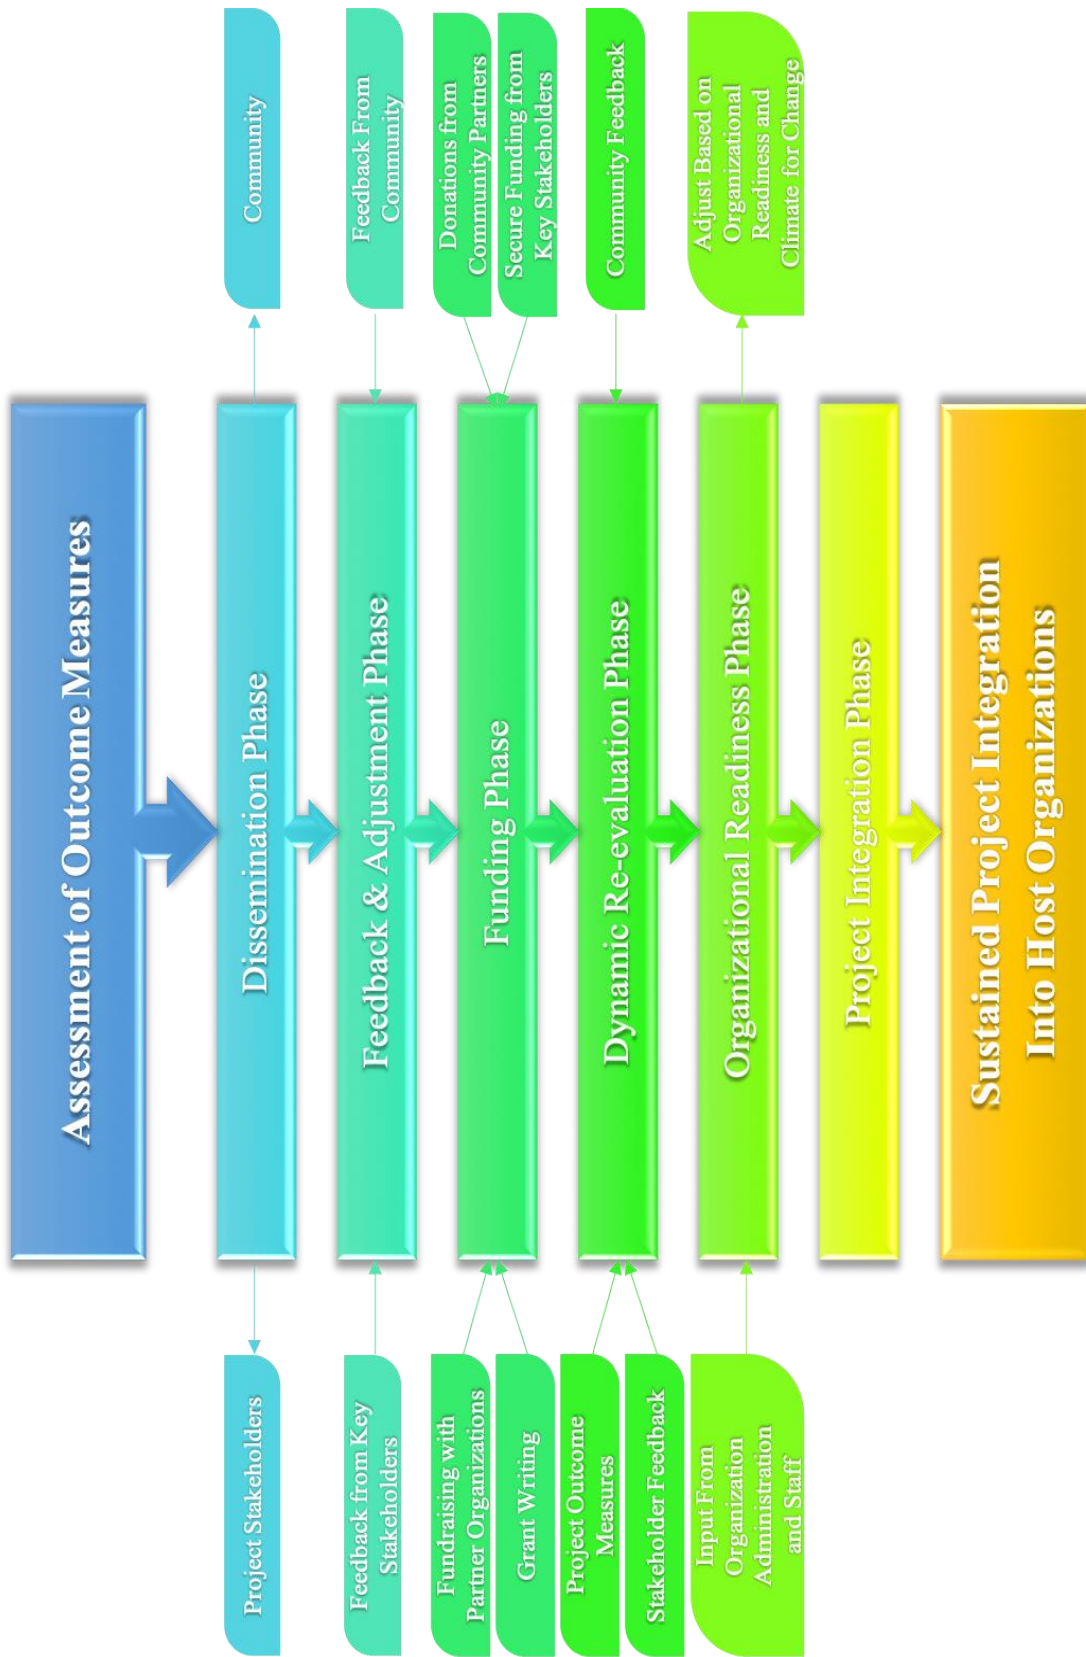 Assessment of Outcome Measures
Project Stakeholders
Dissemination Phase
Community
Feedback from Key
Stakeholders
Feedback & Adjustment Phase
Feedback From
Community
Fundraising with
Partner Organizations
Grant Writing
Funding Phase
Donations from
Community Partners
Secure Funding from
Key Stakeholders
Project Outcome
Measures
Stakeholder Feedback
Dynamic Re-evaluation Phase
Community Feedback
Input From
Organization
Administration
and Staff
Organizational Readiness Phase
Adjust Based on
Organizational
Readiness and
Climate for Change
Project Integration Phase
Sustained Project Integration
Into Host Organizations